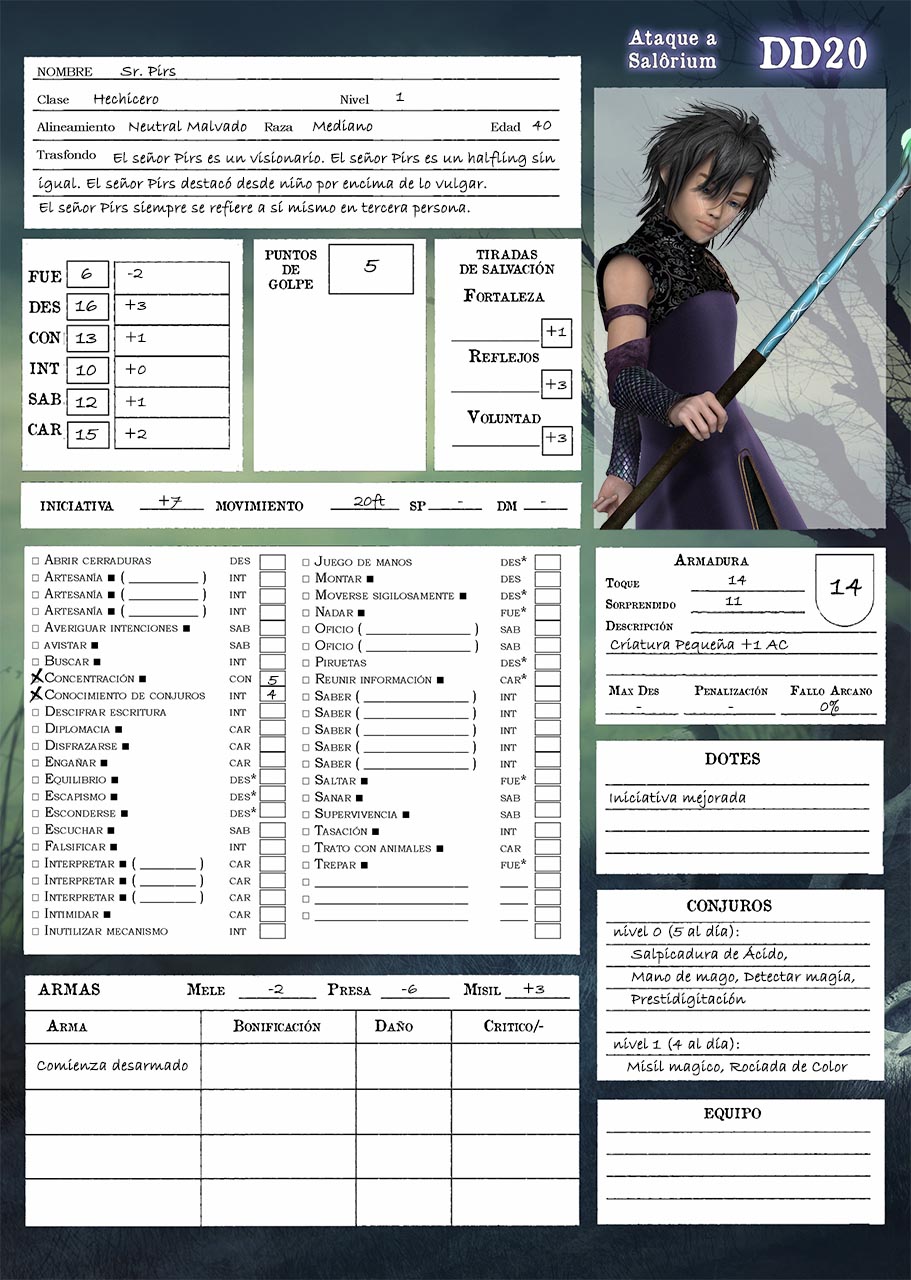 Ataque a
Salôrium
DD20
NOMBRE Sr. Pirs
Clase Hechicero Nivel 1
Alineamiento Neutral Malvado Raza Mediano Edad 40
Trasfondo El señor Pirs es un visionario. El señor Pirs es un halfling sin
igual. El señor Pirs destacó desde niño por encima de lo vulgar.
El señor Pirs siempre se refiere a sí mismo en tercera persona.
FUE 6 -2
DES 16 +3
CON 13 +1
INT 10 +0
SAB 12 +1
CAR 15 +2
PUNTOS
DE
GOLPE
5
TIRADAS
DE SALVACIÓN
FORTALEZA
+1
REFLEJOS
+3
VOLUNTAD
+3
INICIATIVA +7 MOVIMIENTO 20ft SP - DM -
□ ABRIR CERRADURAS DES
□ ARTESANÍA ■ ( ) INT
□ ARTESANÍA ■ ( ) INT
□ ARTESANÍA ■ ( ) INT
□ AVERIGUAR INTENCIONES ■ SAB
□ AVISTAR ■ SAB
□ BUSCAR ■ INT
X CONCENTRACIÓN ■ CON 5
X CONOCIMIENTO DE CONJUROS INT 4
□ DESCIFRAR ESCRITURA INT
□ DIPLOMACIA ■ CAR
□ DISFRAZARSE ■ CAR
□ ENGAÑAR ■ CAR
□ EQUILIBRIO ■ DES*
□ ESCAPISMO ■ DES*
□ ESCONDERSE ■ DES*
□ ESCUCHAR ■ SAB
□ FALSIFICAR ■ INT
□ INTERPRETAR ■ ( ) CAR
□ INTERPRETAR ■ ( ) CAR
□ INTERPRETAR ■ ( ) CAR
□ INTIMIDAR ■ CAR
□ INUTILIZAR MECANISMO INT
□ JUEGO DE MANOS DES*
□ MONTAR ■ DES
□ MOVERSE SIGILOSAMENTE ■ DES*
□ NADAR ■ FUE*
□ OFICIO ( ) SAB
□ OFICIO ( ) SAB
□ PIRUETAS DES*
□ REUNIR INFORMACIÓN ■ CAR*
□ SABER ( ) INT
□ SABER ( ) INT
□ SABER ( ) INT
□ SABER ( ) INT
□ SABER ( ) INT
□ SALTAR ■ FUE*
□ SANAR ■ SAB
□ SUPERVIVENCIA ■ SAB
□ TASACIÓN ■ INT
□ TRATO CON ANIMALES ■ CAR
□ TREPAR ■ FUE*
ARMADURA
TOQUE 14
SORPRENDIDO 11
14
DESCRIPCIÓN
Criatura Pequeña +1 AC
MAX DES PENALIZACIÓN FALLO ARCANO
- - 0%
DOTES
Iniciativa mejorada
CONJUROS
nivel 0 (5 al día):
Salpicadura de Ácido,
Mano de mago, Detectar magia,
Prestidigitación
nivel 1 (4 al día):
Misil magico, Rociada de Color
EQUIPO
ARMAS MELE -2 PRESA -6 MISIL +3
ARMA BONIFICACIÓN DAÑO CRITICO/-
Comienza desarmado